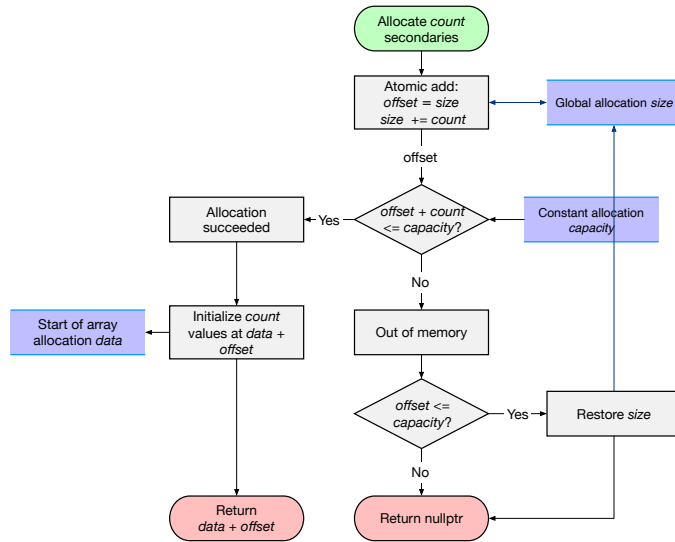 Allocate count
secondaries
Atomic add:
offset = size
size += count
Global allocation size
offset
Allocation
succeeded
Yes
offset + count
<= capacity?
Constant allocation
capacity
No
Start of array
allocation data
Initialize count
values at data +
offset
Out of memory
offset <=
capacity?
Yes
Restore size
No
Return
data + offset
Return nullptr